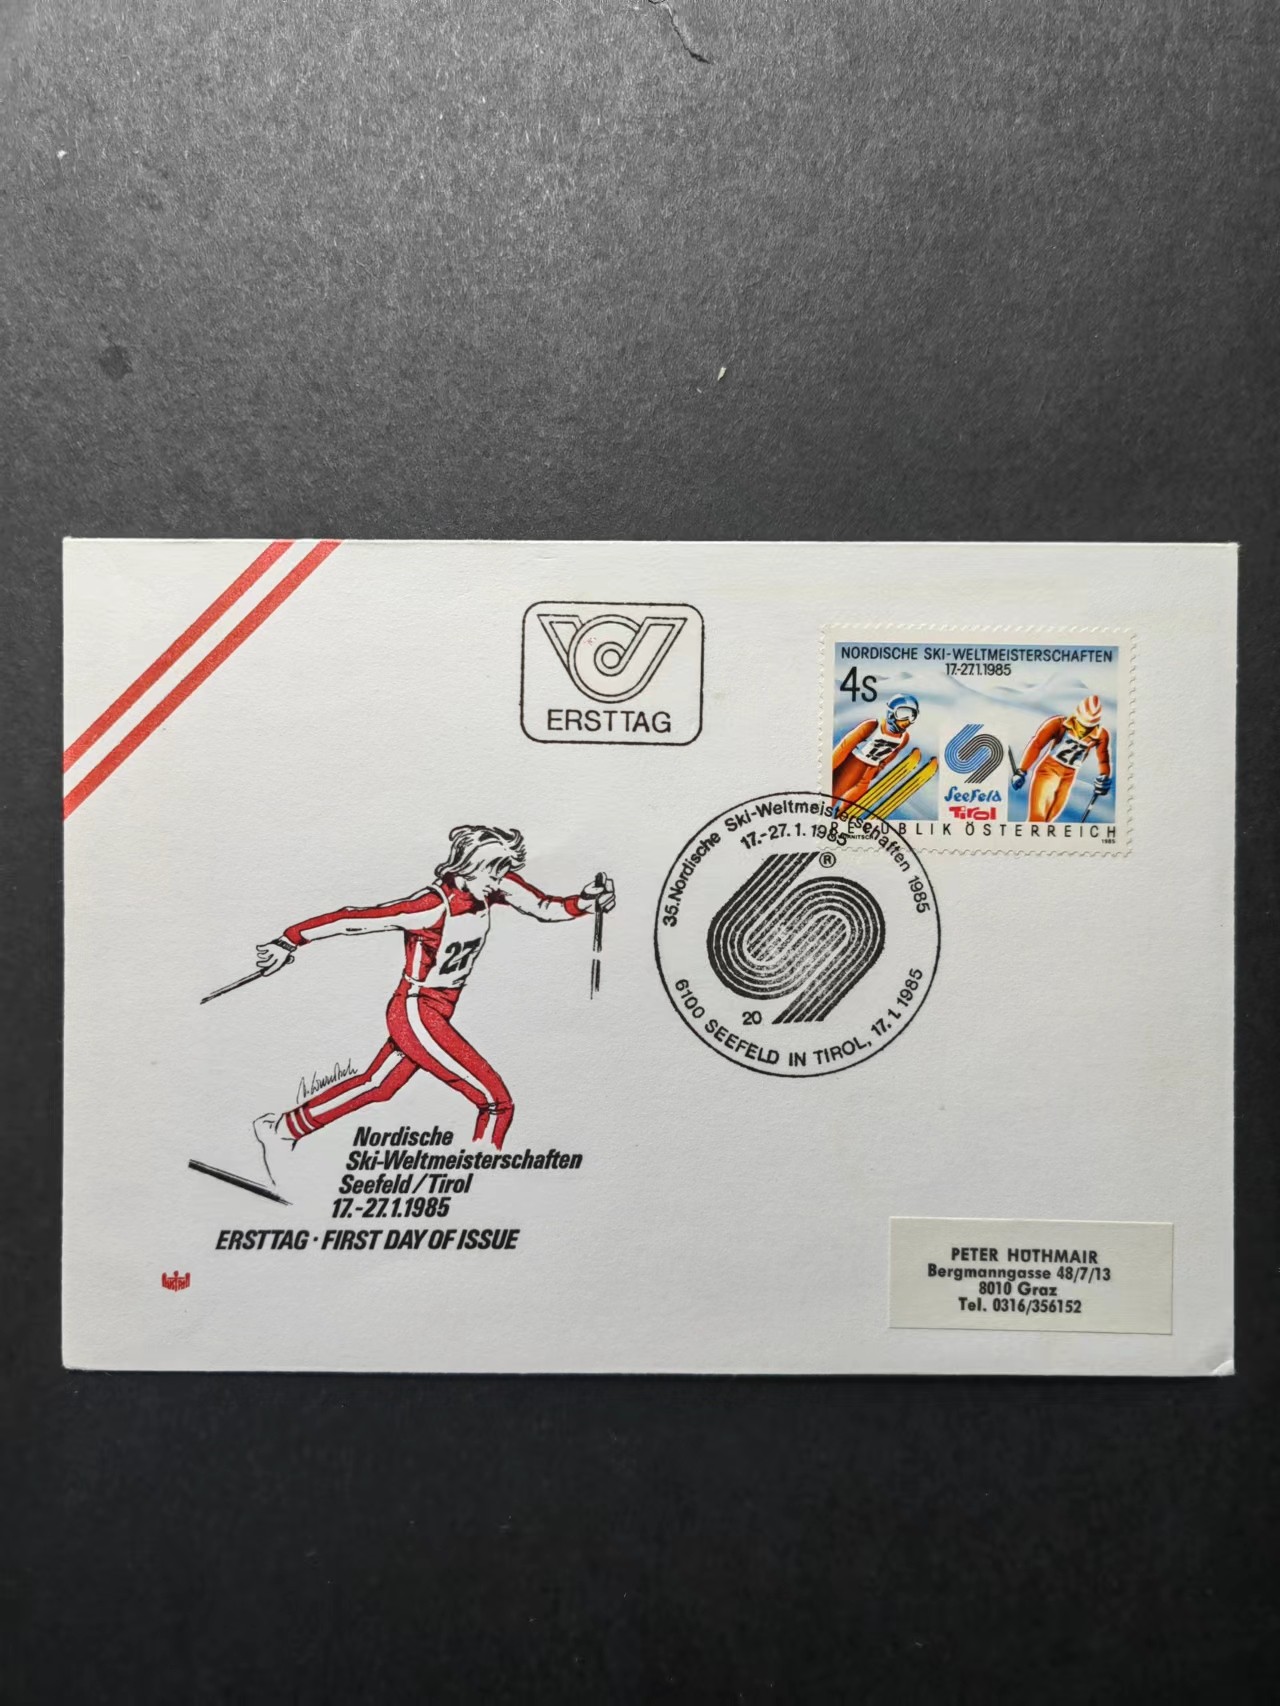 ERSTTAG
NORDISCHE SKI-WELTMEISTERSCHAFTEN
17.-27.1.1985
4S
17
27
Seefeld
Tirol
REPUBLIK ÖSTERREICH
1985
35. Nordische Ski-Weltmeisterschaften 1985
17.-27.1.1985
®
20
6100 SEEFELD IN TIROL, 17.1.1985
27
Nordische
Ski-Weltmeisterschaften
Seefeld/Tirol
17.-27.1.1985
ERSTTAG · FIRST DAY OF ISSUE
PETER HÜTHMAIR
Bergmanngasse 48/7/13
8010 Graz
Tel. 0316/356152